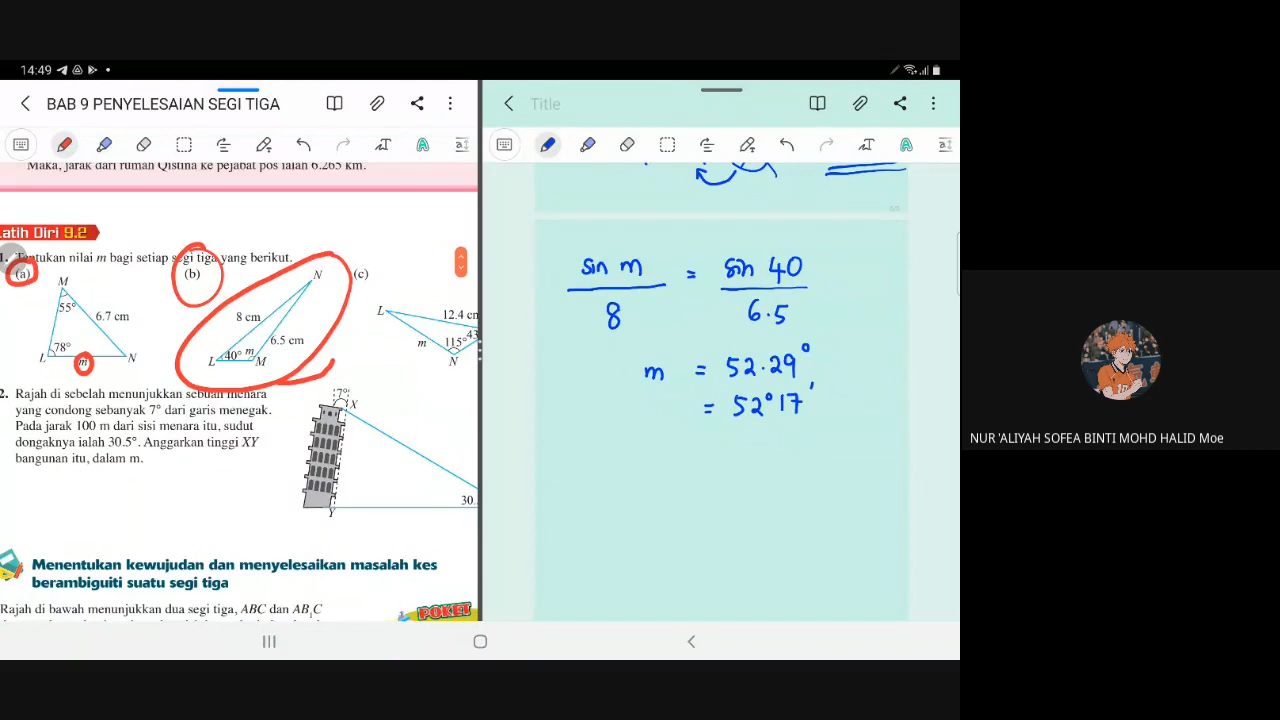 14:49
BAB 9 PENYELESAIAN SEGI TIGA
Maka, jarak dari rumah Qistina ke pejabat pos ialah 6.265 km.
atih Diri 9.2
1. Tentukan nilai m bagi setiap segi tiga yang berikut.
(a) (b) (c)
M
55°
6.7 cm
78°
L m N
N
8 cm
6.5 cm
40° m
L M
L
12.4 cm
m 115° 43
N
2. Rajah di sebelah menunjukkan sebuah menara
yang condong sebanyak 7° dari garis menegak.
Pada jarak 100 m dari sisi menara itu, sudut
dongaknya ialah 30.5°. Anggarkan tinggi XY
bangunan itu, dalam m.
7°
X
30.
Y
Menentukan kewujudan dan menyelesaikan masalah kes
berambiguiti suatu segi tiga
Rajah di bawah menunjukkan dua segi tiga, ABC dan AB₁C
POKET
Title
sin m / 8 = sin 40 / 6.5
m = 52.29°
= 52° 17'
NUR 'ALIYAH SOFEA BINTI MOHD HALID Moe